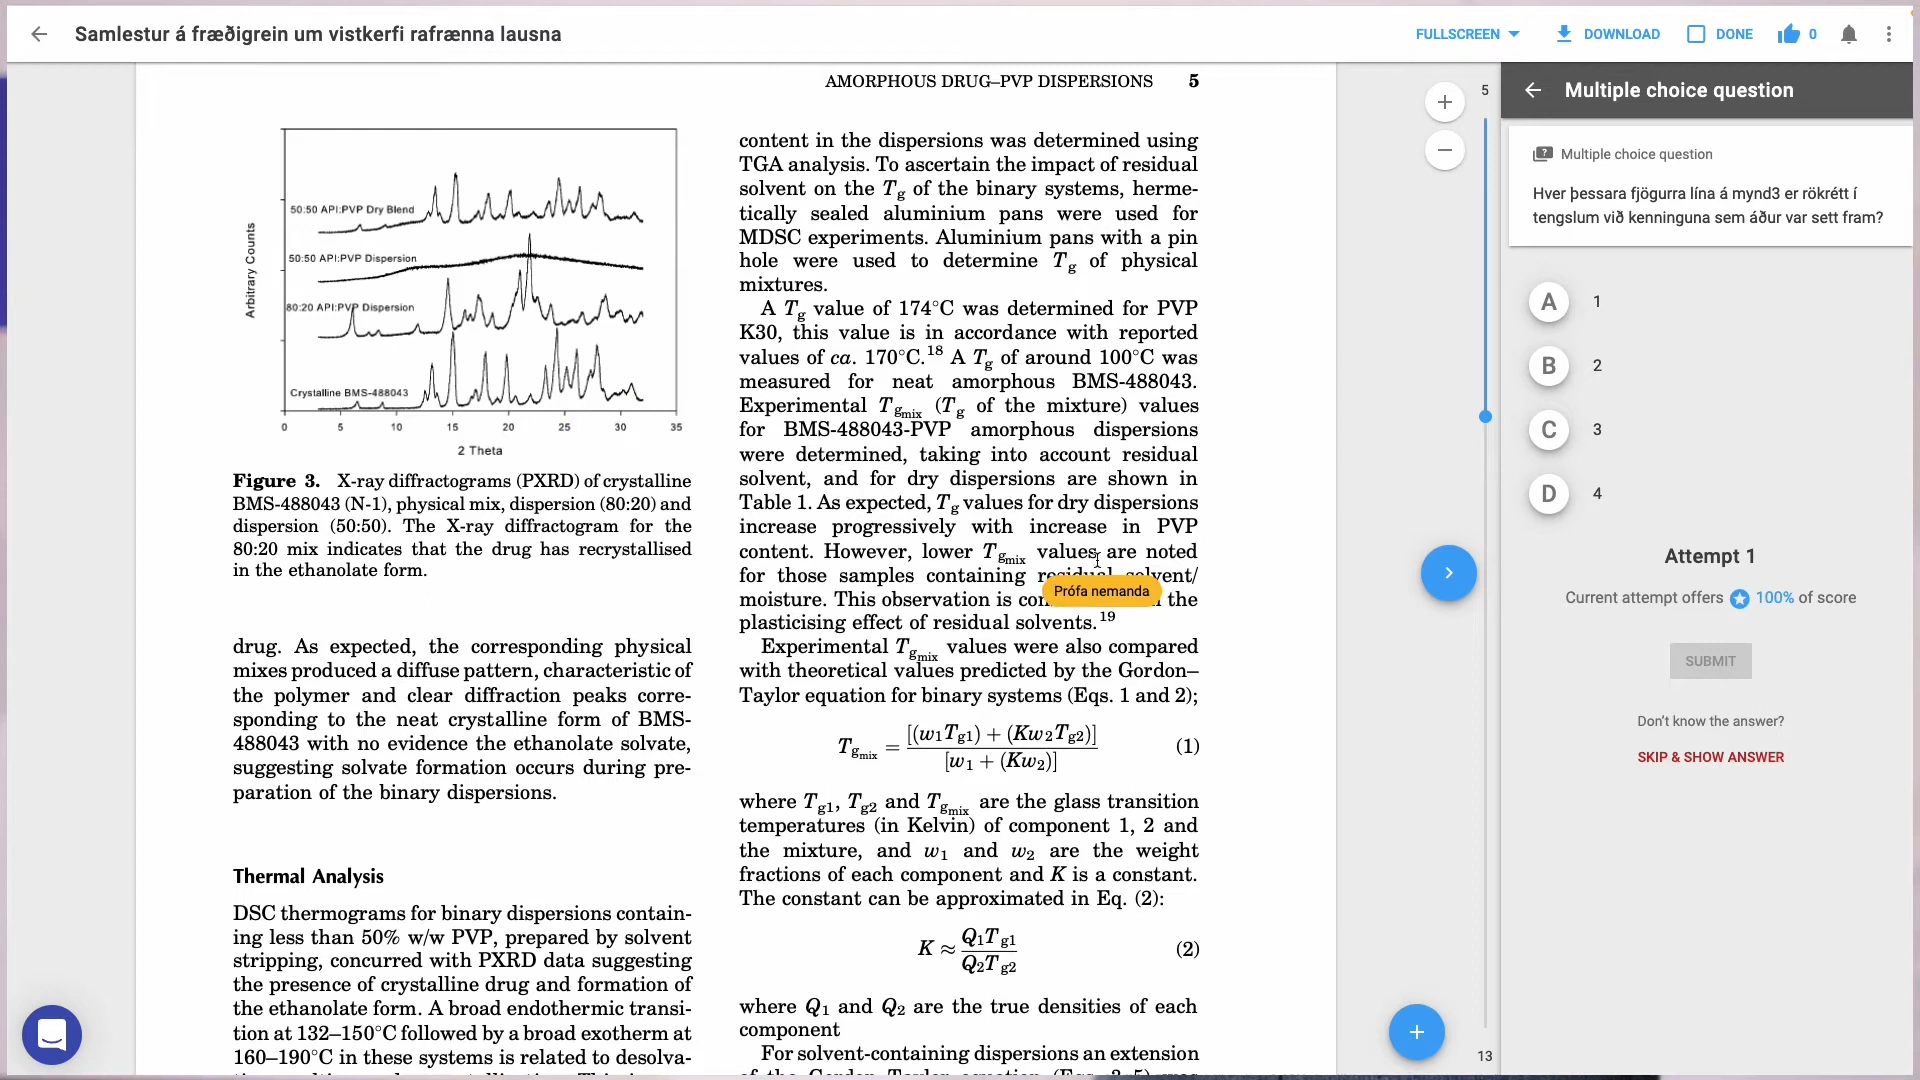 Samlestur á fræðigrein um vistkerfi rafrænna lausna
FULLSCREEN
DOWNLOAD
DONE
0
AMORPHOUS DRUG–PVP DISPERSIONS 5
50:50 API:PVP Dry Blend
50:50 API:PVP Dispersion
80:20 API:PVP Dispersion
Crystalline BMS-488043
Arbitrary Counts
0 5 10 15 20 25 30 35
2 Theta
Figure 3. X-ray diffractograms (PXRD) of crystalline
BMS-488043 (N-1), physical mix, dispersion (80:20) and
dispersion (50:50). The X-ray diffractogram for the
80:20 mix indicates that the drug has recrystallised
in the ethanolate form.
drug. As expected, the corresponding physical
mixes produced a diffuse pattern, characteristic of
the polymer and clear diffraction peaks corre-
sponding to the neat crystalline form of BMS-
488043 with no evidence the ethanolate solvate,
suggesting solvate formation occurs during pre-
paration of the binary dispersions.
Thermal Analysis
DSC thermograms for binary dispersions contain-
ing less than 50% w/w PVP, prepared by solvent
stripping, concurred with PXRD data suggesting
the presence of crystalline drug and formation of
the ethanolate form. A broad endothermic transi-
tion at 132–150°C followed by a broad exotherm at
160–190°C in these systems is related to desolva-
content in the dispersions was determined using
TGA analysis. To ascertain the impact of residual
solvent on the Tg of the binary systems, herme-
tically sealed aluminium pans were used for
MDSC experiments. Aluminium pans with a pin
hole were used to determine Tg of physical
mixtures.
A Tg value of 174°C was determined for PVP
K30, this value is in accordance with reported
values of ca. 170°C.18 A Tg of around 100°C was
measured for neat amorphous BMS-488043.
Experimental Tgmix (Tg of the mixture) values
for BMS-488043-PVP amorphous dispersions
were determined, taking into account residual
solvent, and for dry dispersions are shown in
Table 1. As expected, Tg values for dry dispersions
increase progressively with increase in PVP
content. However, lower Tgmix values are noted
for those samples containing residual solvent/
moisture. This observation is the
Prófa nemanda
plasticising effect of residual solvents.19
Experimental Tgmix values were also compared
with theoretical values predicted by the Gordon–
Taylor equation for binary systems (Eqs. 1 and 2);
Tgmix = [(w1Tg1) + (Kw2Tg2)] / [w1 + (Kw2)] (1)
where Tg1, Tg2 and Tgmix are the glass transition
temperatures (in Kelvin) of component 1, 2 and
the mixture, and w1 and w2 are the weight
fractions of each component and K is a constant.
The constant can be approximated in Eq. (2):
K ≈ Q1Tg1 / Q2Tg2 (2)
where Q1 and Q2 are the true densities of each
component
For solvent-containing dispersions an extension
5
13
Multiple choice question
Multiple choice question
Hver þessara fjögurra lína á mynd3 er rökrétt í
tengslum við kenninguna sem áður var sett fram?
A 1
B 2
C 3
D 4
Attempt 1
Current attempt offers 100% of score
SUBMIT
Don't know the answer?
SKIP & SHOW ANSWER